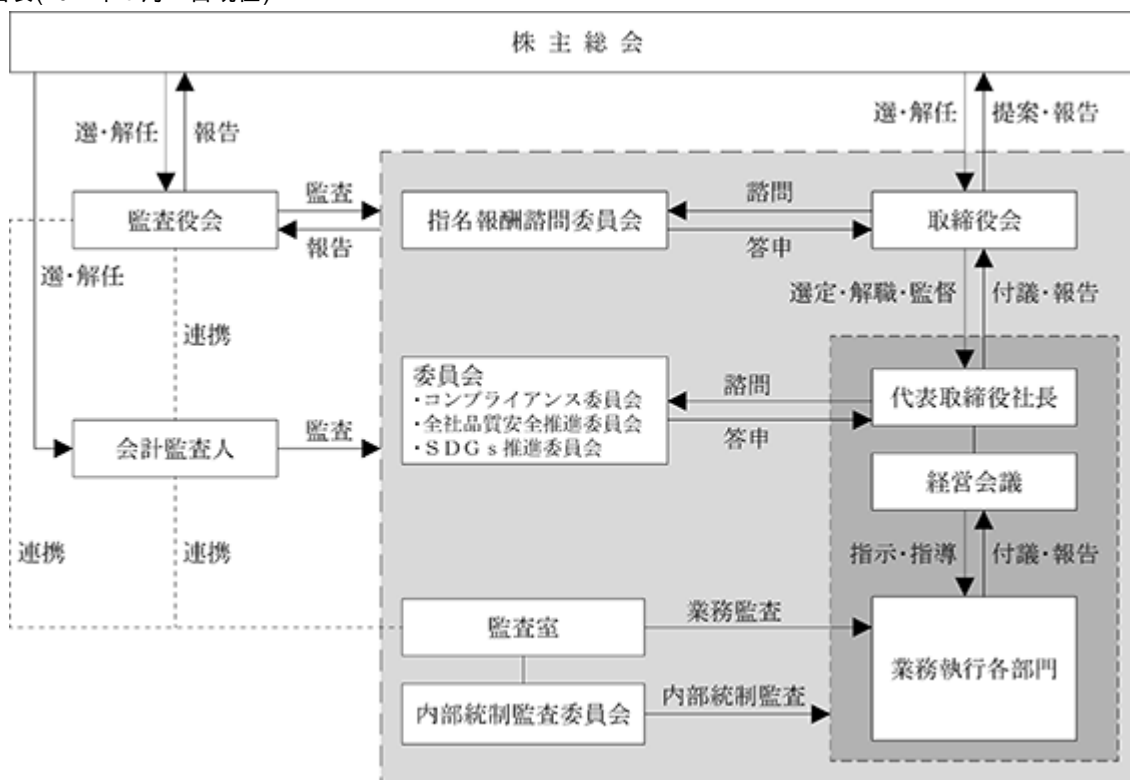 株主総会
選・解任
報告
選・解任
提案・報告
監査役会
監査
報告
指名報酬諮問委員会
諮問
答申
取締役会
選・解任
連携
選定・解職・監督
付議・報告
委員会
・コンプライアンス委員会
・全社品質安全推進委員会
・SDGs推進委員会
諮問
答申
代表取締役社長
会計監査人
監査
経営会議
連携
連携
指示・指導
付議・報告
監査室
業務監査
業務執行各部門
内部統制監査委員会
内部統制監査